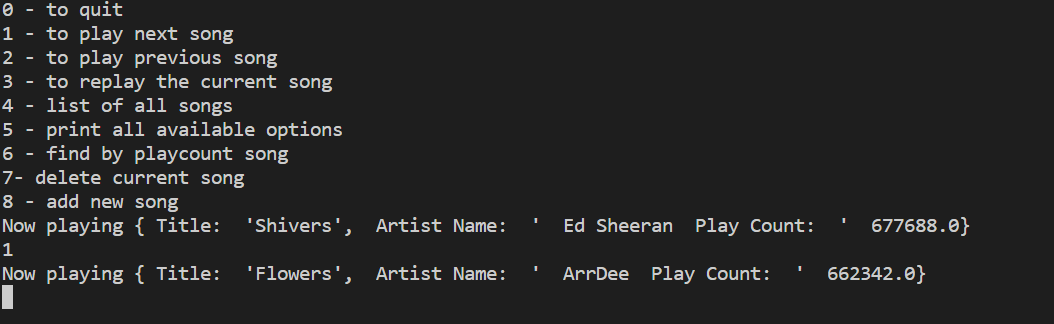 0 - to quit
1 - to play next song
2 - to play previous song
3 - to replay the current song
4 - list of all songs
5 - print all available options
6 - find by playcount song
7- delete current song
8 - add new song
Now playing { Title:  'Shivers',  Artist Name:  '  Ed Sheeran  Play Count:  '  677688.0}
1
Now playing { Title:  'Flowers',  Artist Name:  '  ArrDee  Play Count:  '  662342.0}